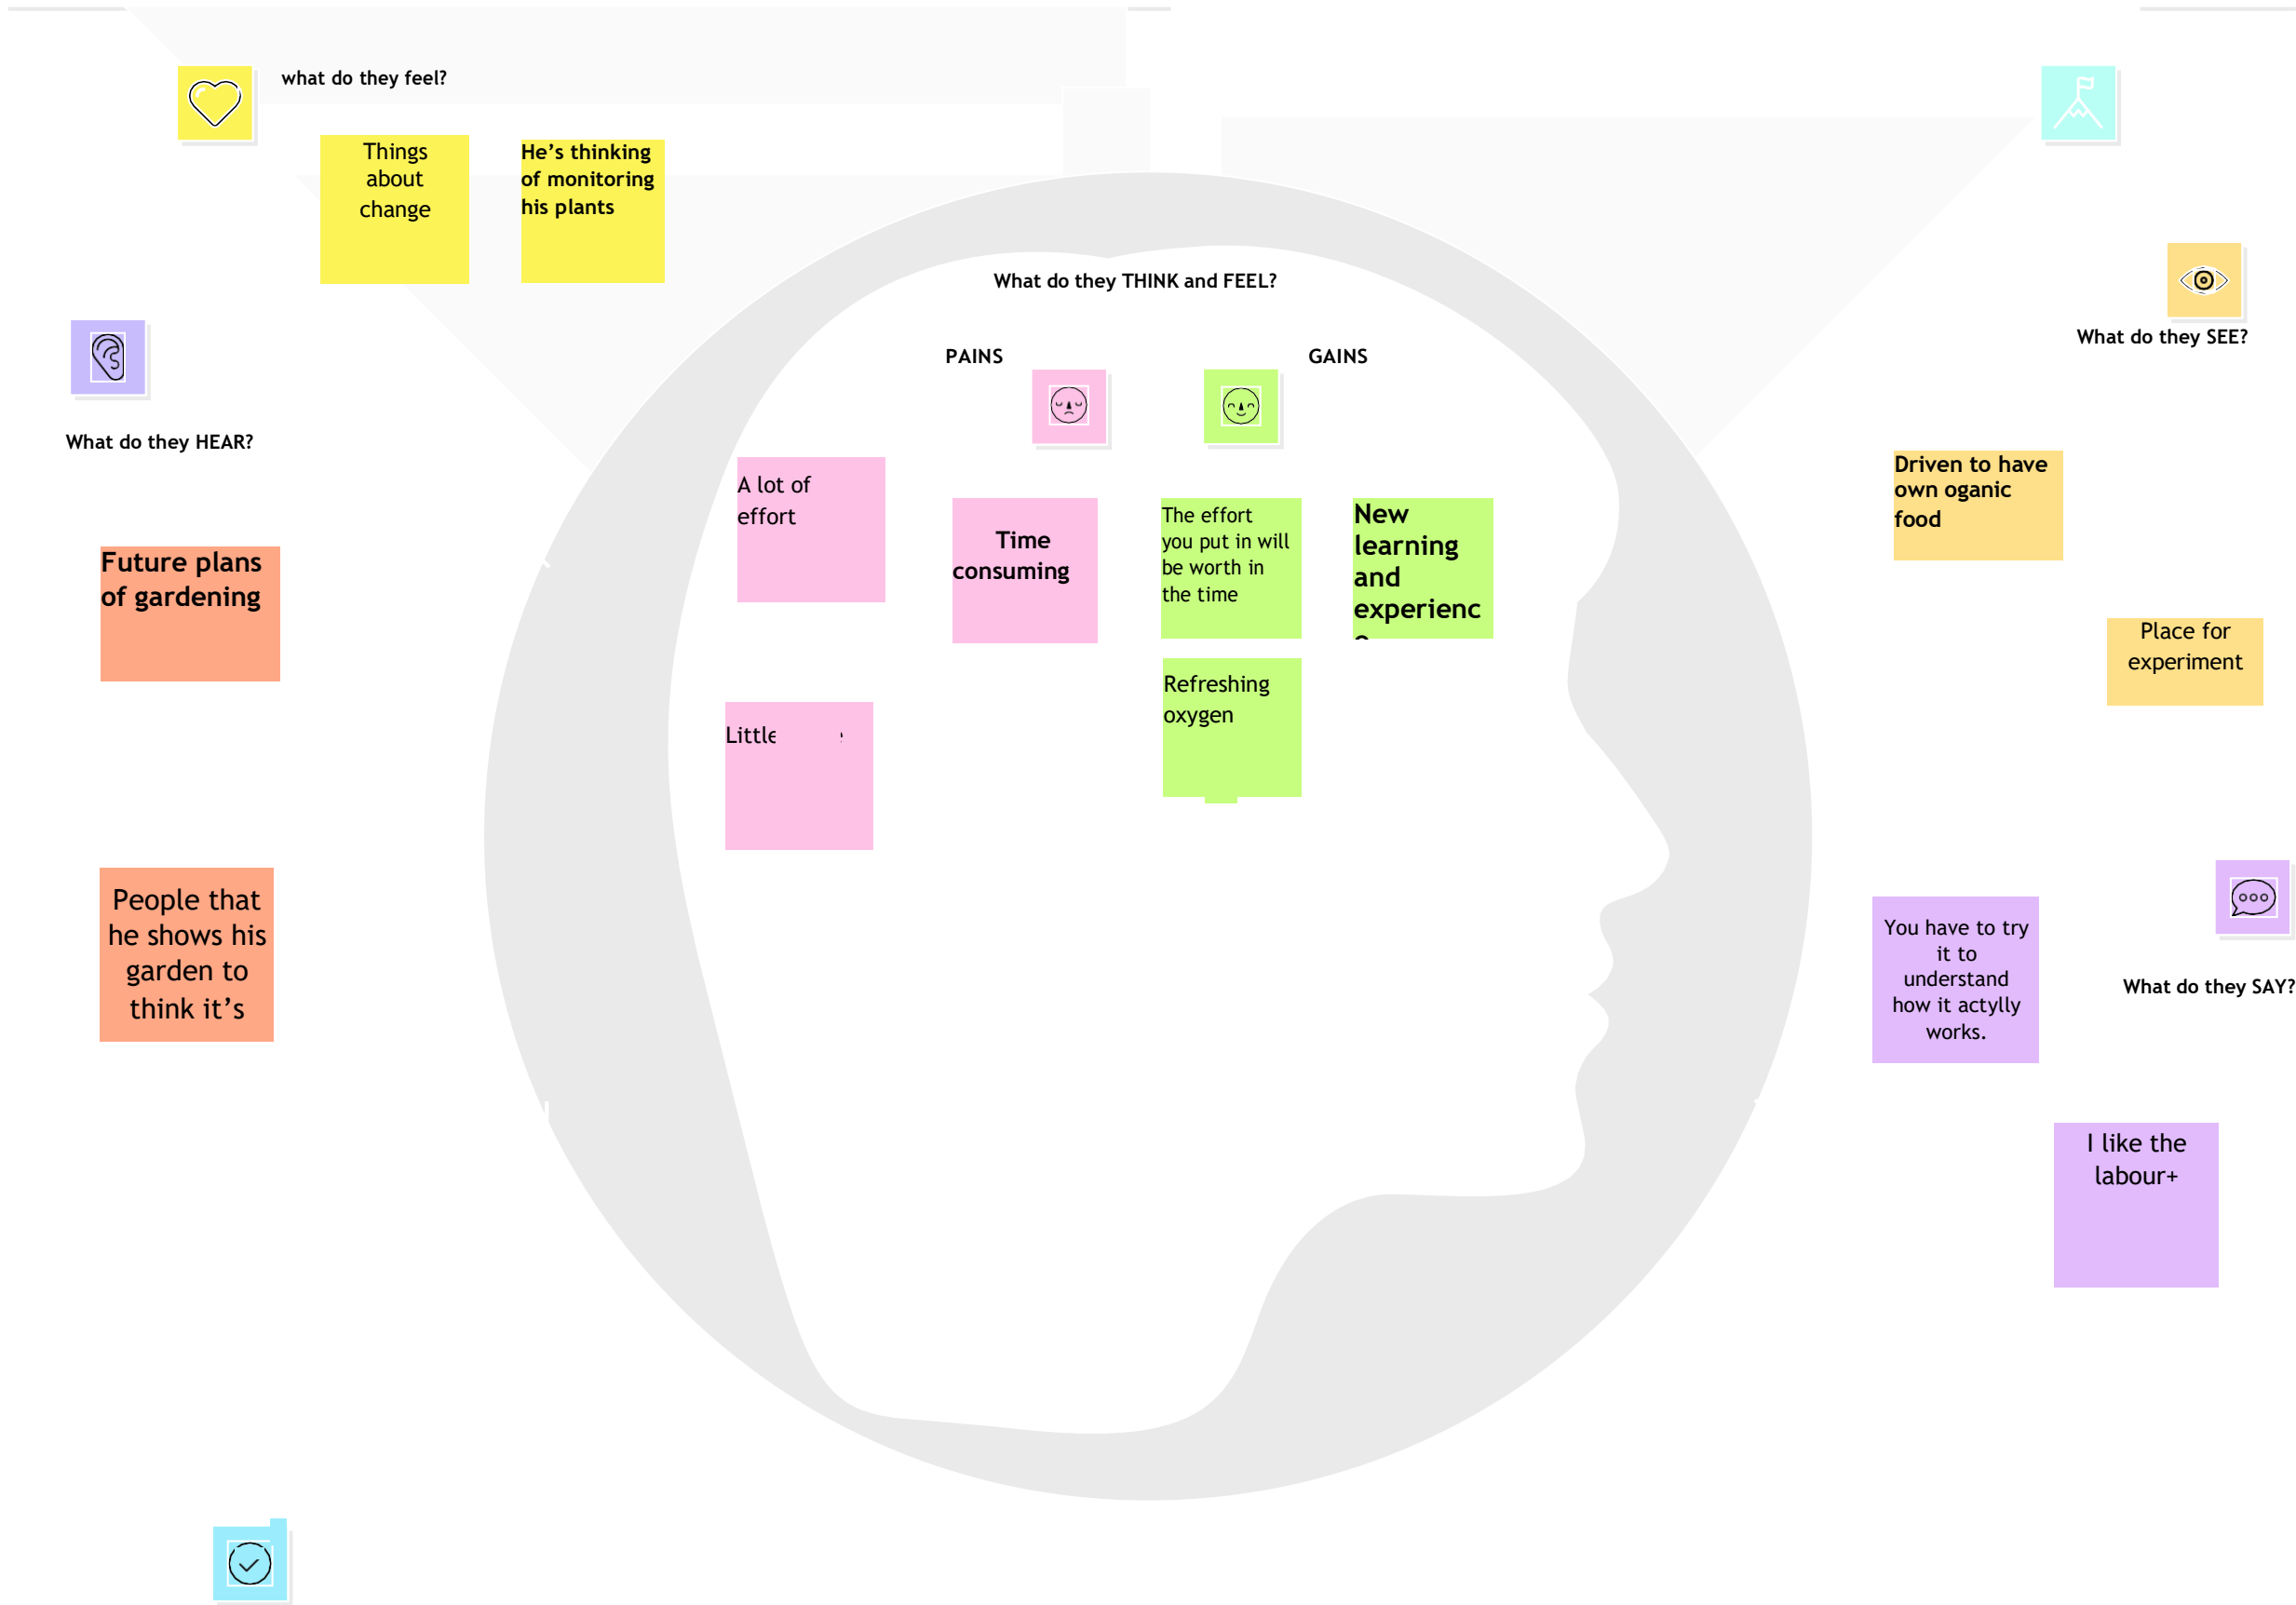 what do they feel?
Things
about
change
He’s thinking
of monitoring
his plants
What do they THINK and FEEL?
PAINS
GAINS
What do they SEE?
What do they HEAR?
A lot of
effort
Time
consuming
The effort
you put in will
be worth in
the time
New
learning
and
experienc
Refreshing
oxygen
Little
Driven to have
own oganic
food
Place for
experiment
Future plans
of gardening
People that
he shows his
garden to
think it’s
You have to try
it to
understand
how it actylly
works.
What do they SAY?
I like the
labour+